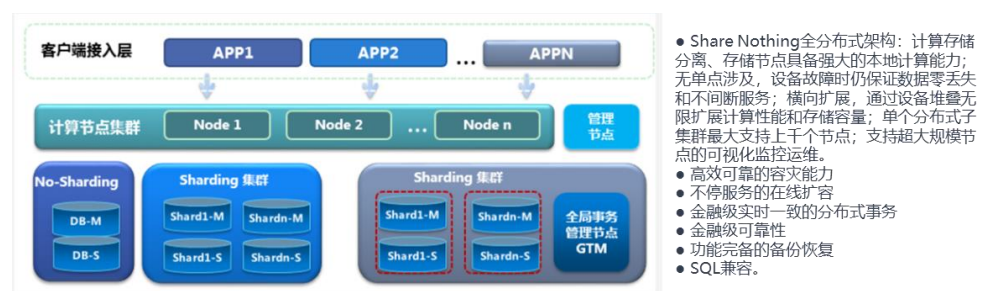 客户端接入层
APP1
APP2
...
APPN
计算节点集群
Node 1
Node 2
...
Node n
管理
节点
No-Sharding
DB-M
DB-S
Sharding 集群
Shard1-M
Shardn-M
Shard1-S
Shardn-S
Sharding 集群
Shard1-M
Shardn-M
Shard1-S
Shardn-S
全局事务
管理节点
GTM
● Share Nothing全分布式架构：计算存储
分离、存储节点具备强大的本地计算能力；
无单点涉及，设备故障时仍保证数据零丢失
和不间断服务；横向扩展，通过设备堆叠无
限扩展计算性能和存储容量；单个分布式子
集群最大支持上千个节点；支持超大规模节
点的可视化监控运维。
● 高效可靠的容灾能力
● 不停服务的在线扩容
● 金融级实时一致的分布式事务
● 金融级可靠性
● 功能完备的备份恢复
● SQL兼容。